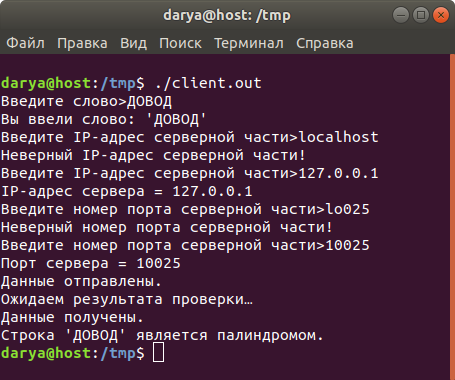 darya@host: /tmp
Файл Правка Вид Поиск Терминал Справка
darya@host:/tmp$ ./client.out
Введите слово>ДОВОД
Вы ввели слово: 'ДОВОД'
Введите IP-адрес серверной части>localhost
Неверный IP-адрес серверной части!
Введите IP-адрес серверной части>127.0.0.1
IP-адрес сервера = 127.0.0.1
Введите номер порта серверной части>lo025
Неверный номер порта серверной части!
Введите номер порта серверной части>10025
Порт сервера = 10025
Данные отправлены.
Ожидаем результата проверки…
Данные получены.
Строка 'ДОВОД' является палиндромом.
darya@host:/tmp$